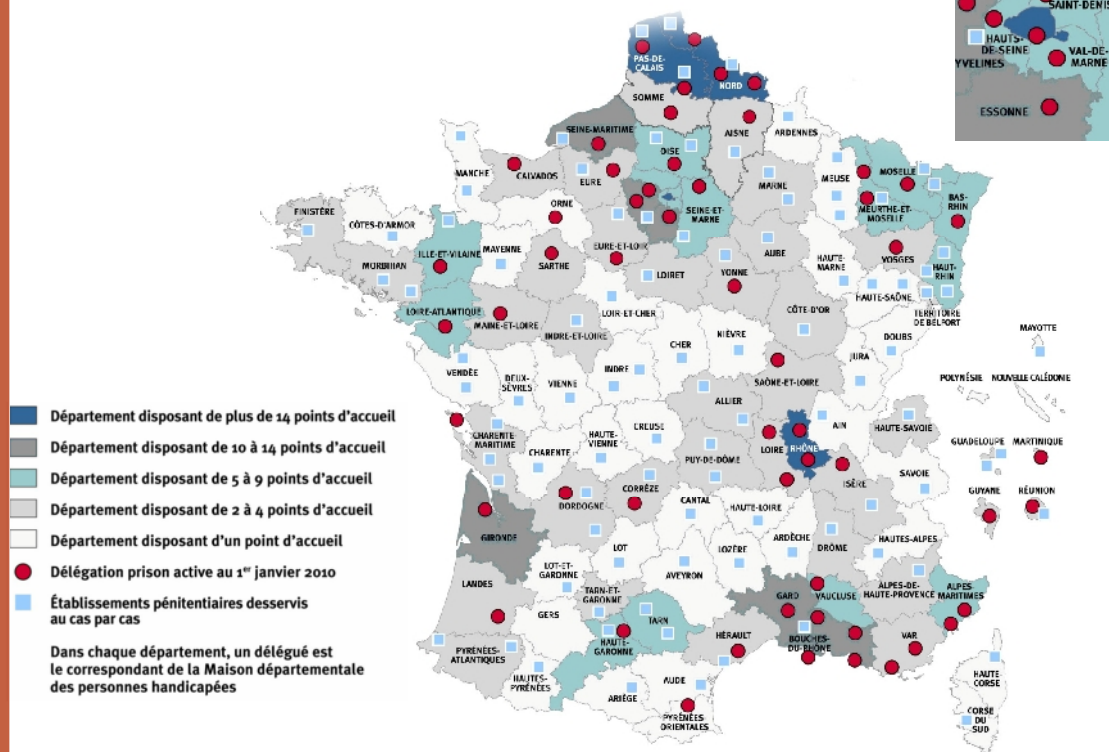 SAINT-DENIS
HAUTS-
DE-SEINE
VAL-DE-
MARNE
YVELINES
ESSONNE
PAS-DE-
CALAIS
NORD
SOMME
SEINE-MARITIME
AISNE
ARDENNES
OISE
MANCHE
CALVADOS
EURE
MARNE
MEUSE
MOSELLE
BAS-
RHIN
MEURTHE-ET-
MOSELLE
SEINE-ET-
MARNE
ORNE
FINISTÈRE
CÔTES-D'ARMOR
ILLE-ET-VILAINE
MAYENNE
EURE-ET-LOIR
SARTHE
AUBE
HAUTE-
MARNE
VOSGES
HAUT-
RHIN
MORBIHAN
LOIRET
YONNE
HAUTE-SAÔNE
TERRITOIRE
DE BELFORT
LOIRE-ATLANTIQUE
MAINE-ET-LOIRE
LOIR-ET-CHER
INDRE-ET-LOIRE
CÔTE-D'OR
DOUBS
MAYOTTE
NIÈVRE
CHER
JURA
VENDÉE
DEUX-
SÈVRES
VIENNE
INDRE
SAÔNE-ET-LOIRE
POLYNÉSIE
NOUVELLE CALÉDONIE
ALLIER
Département disposant de plus de 14 points d'accueil
CHARENTE-
MARITIME
HAUTE-
VIENNE
CREUSE
LOIRE
RHÔNE
AIN
HAUTE-SAVOIE
Département disposant de 10 à 14 points d'accueil
CHARENTE
PUY-DE-DÔME
GUADELOUPE
MARTINIQUE
Département disposant de 5 à 9 points d'accueil
SAVOIE
ISÈRE
CORRÈZE
DORDOGNE
GUYANE
RÉUNION
Département disposant de 2 à 4 points d'accueil
CANTAL
HAUTE-LOIRE
Département disposant d'un point d'accueil
GIRONDE
ARDÈCHE
DRÔME
HAUTES-ALPES
LOT
LOZÈRE
Délégation prison active au 1er janvier 2010
LOT-ET-
GARONNE
AVEYRON
LANDES
TARN-ET-
GARONNE
GARD
VAUCLUSE
ALPES-DE-
HAUTE-PROVENCE
ALPES-
MARITIMES
Établissements pénitentiaires desservis
au cas par cas
GERS
TARN
HAUTE-
GARONNE
HÉRAULT
BOUCHES-
DU-RHÔNE
VAR
Dans chaque département, un délégué est
le correspondant de la Maison départementale
des personnes handicapées
PYRÉNÉES-
ATLANTIQUES
HAUTES-
PYRÉNÉES
ARIÈGE
AUDE
PYRÉNÉES
ORIENTALES
HAUTE
CORSE
CORSE
DU
SUD